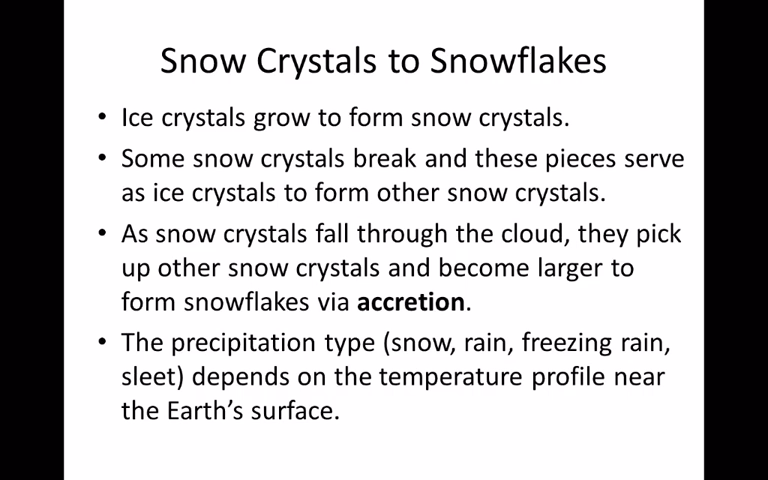 Snow Crystals to Snowflakes
• Ice crystals grow to form snow crystals.
• Some snow crystals break and these pieces serve
as ice crystals to form other snow crystals.
• As snow crystals fall through the cloud, they pick
up other snow crystals and become larger to
form snowflakes via accretion.
• The precipitation type (snow, rain, freezing rain,
sleet) depends on the temperature profile near
the Earth’s surface.